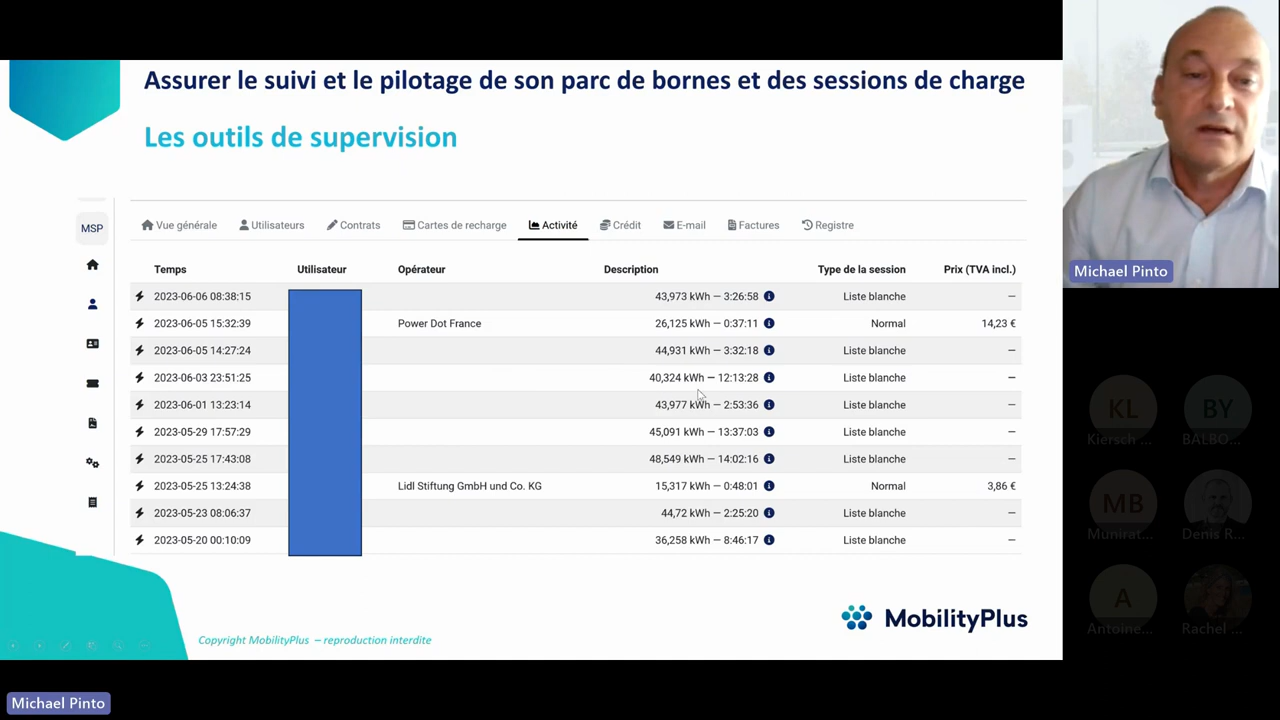 Assurer le suivi et le pilotage de son parc de bornes et des sessions de charge
Les outils de supervision
MSP
Vue générale Utilisateurs Contrats Cartes de recharge Activité Crédit E-mail Factures Registre
Temps Utilisateur Opérateur Description Type de la session Prix (TVA incl.)
2023-06-06 08:38:15 43,973 kWh — 3:26:58 Liste blanche —
2023-06-05 15:32:39 Power Dot France 26,125 kWh — 0:37:11 Normal 14,23 €
2023-06-05 14:27:24 44,931 kWh — 3:32:18 Liste blanche —
2023-06-03 23:51:25 40,324 kWh — 12:13:28 Liste blanche —
2023-06-01 13:23:14 43,977 kWh — 2:53:36 Liste blanche —
2023-05-29 17:57:29 45,091 kWh — 13:37:03 Liste blanche —
2023-05-25 17:43:08 48,549 kWh — 14:02:16 Liste blanche —
2023-05-25 13:24:38 Lidl Stiftung GmbH und Co. KG 15,317 kWh — 0:48:01 Normal 3,86 €
2023-05-23 08:06:37 44,72 kWh — 2:25:20 Liste blanche —
2023-05-20 00:10:09 36,258 kWh — 8:46:17 Liste blanche —
MobilityPlus
Copyright MobilityPlus – reproduction interdite
Michael Pinto
KL BY
Kiersch ... BALBO...
MB
Munirat... Denis R...
A
Antoine... Rachel ...
Michael Pinto